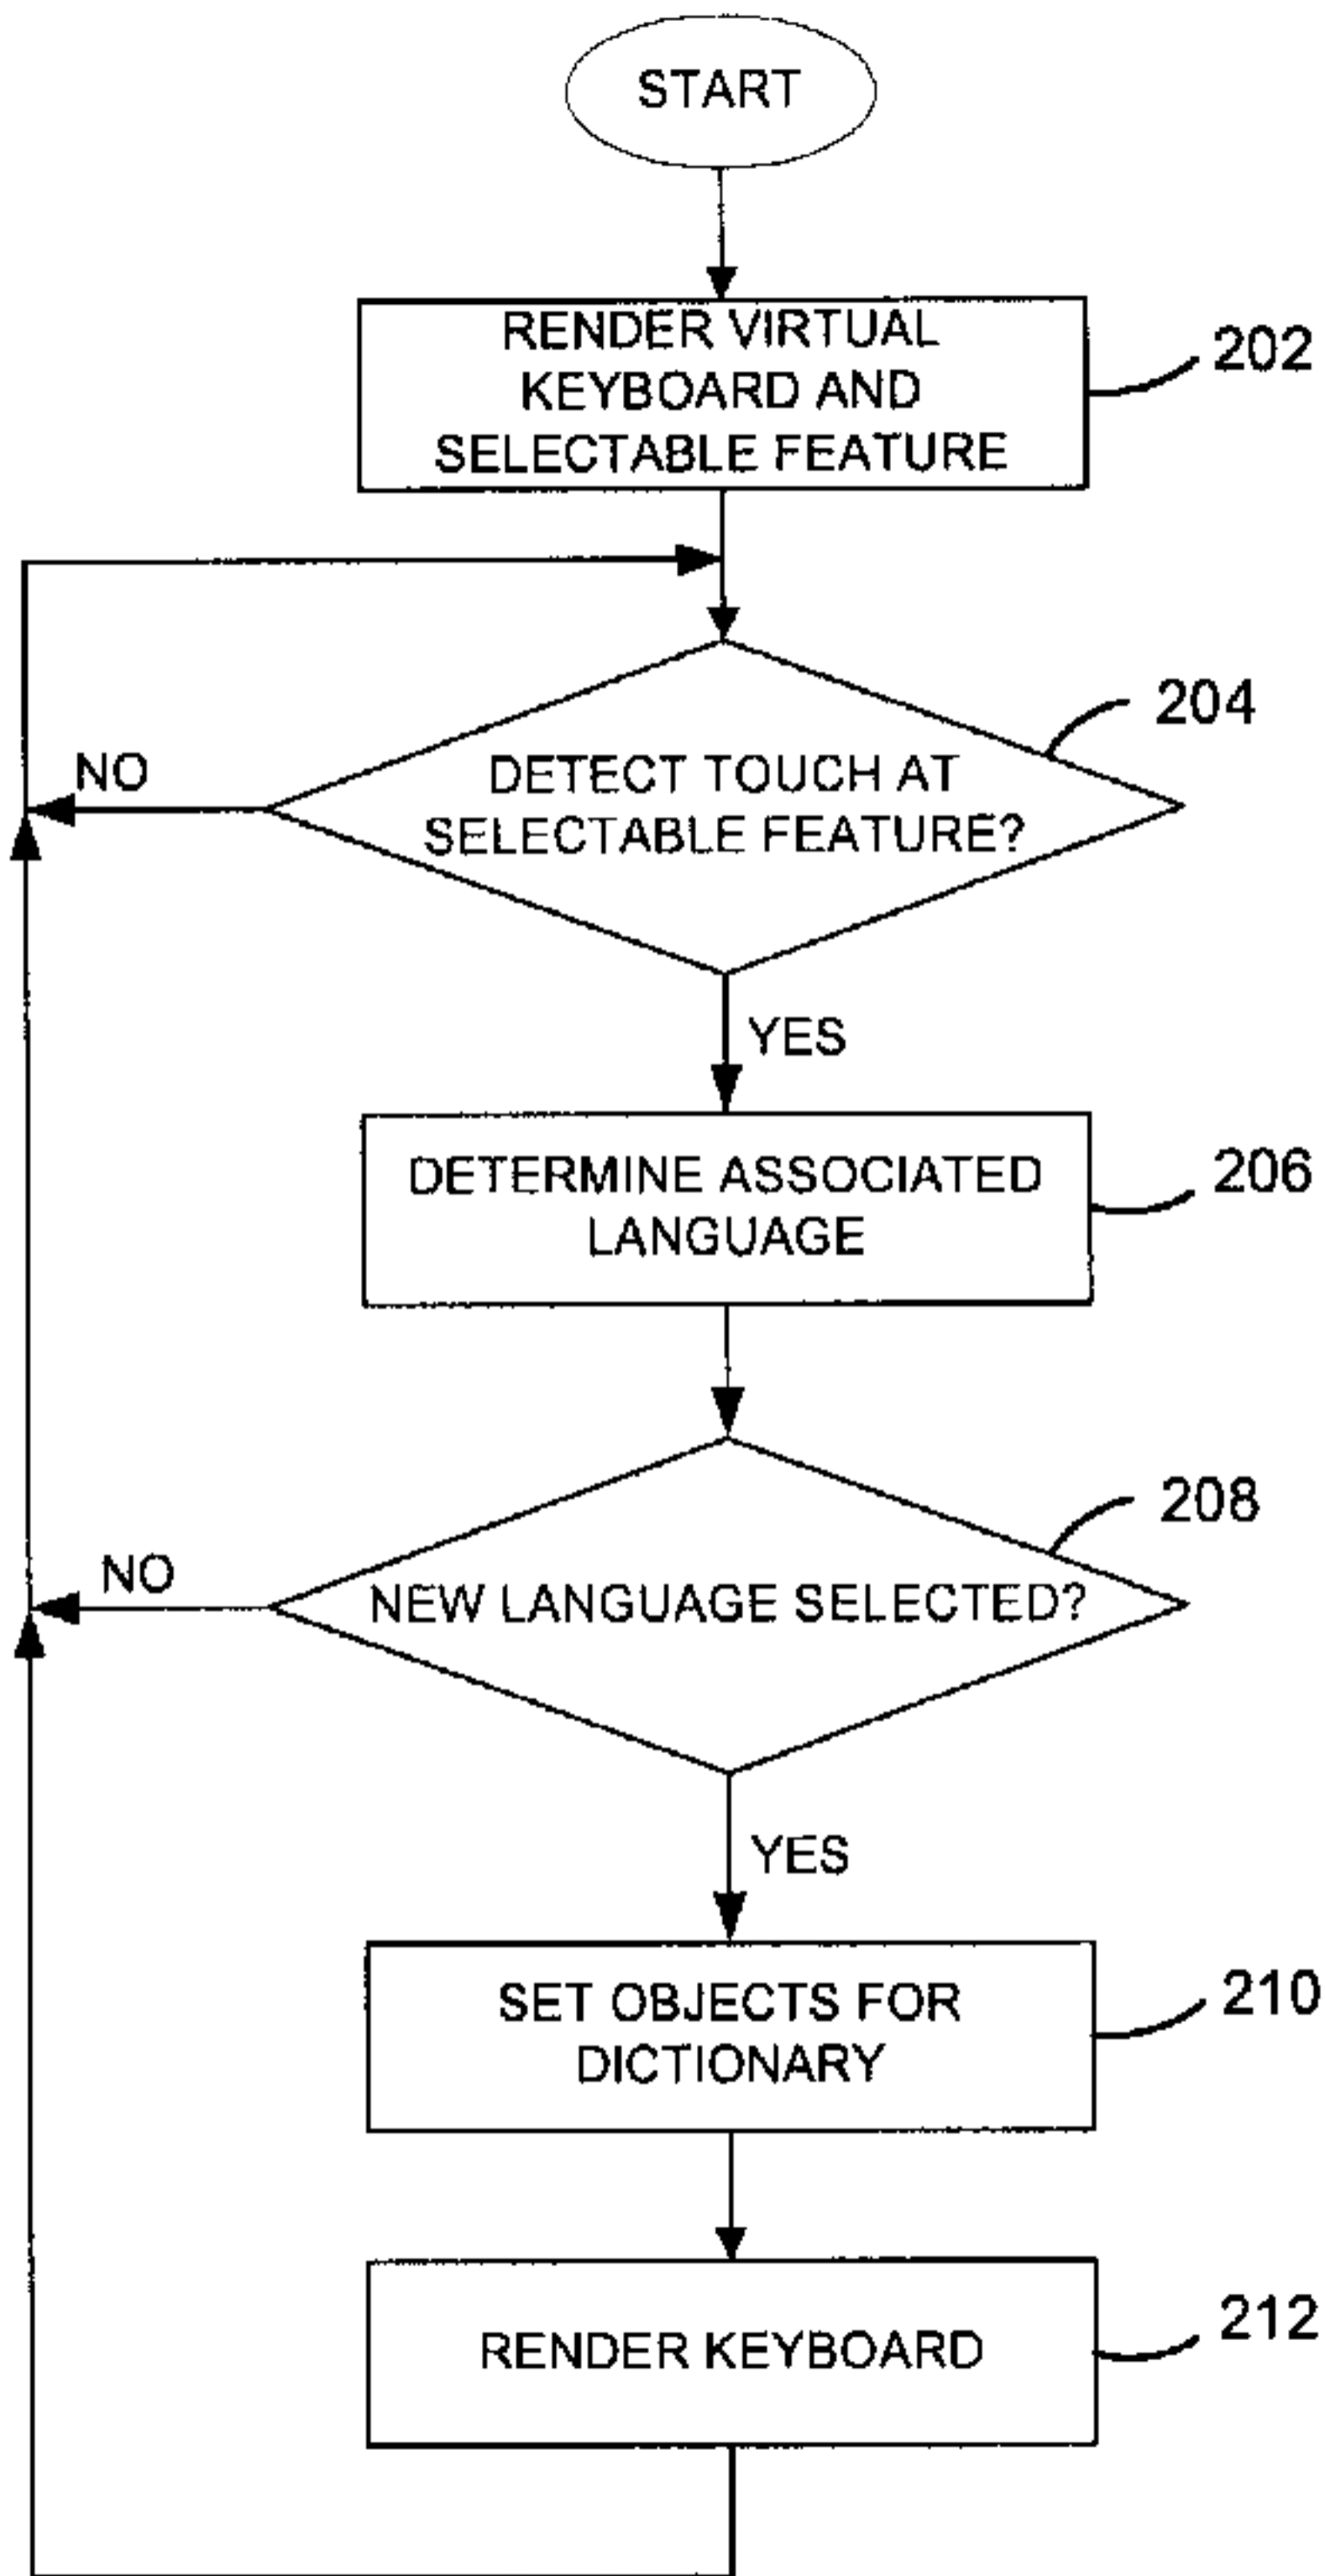 START
RENDER VIRTUAL
KEYBOARD AND
SELECTABLE FEATURE
202
204
DETECT TOUCH AT
SELECTABLE FEATURE?
NO
YES
DETERMINE ASSOCIATED
LANGUAGE
206
208
NEW LANGUAGE SELECTED?
NO
YES
SET OBJECTS FOR
DICTIONARY
210
RENDER KEYBOARD
212